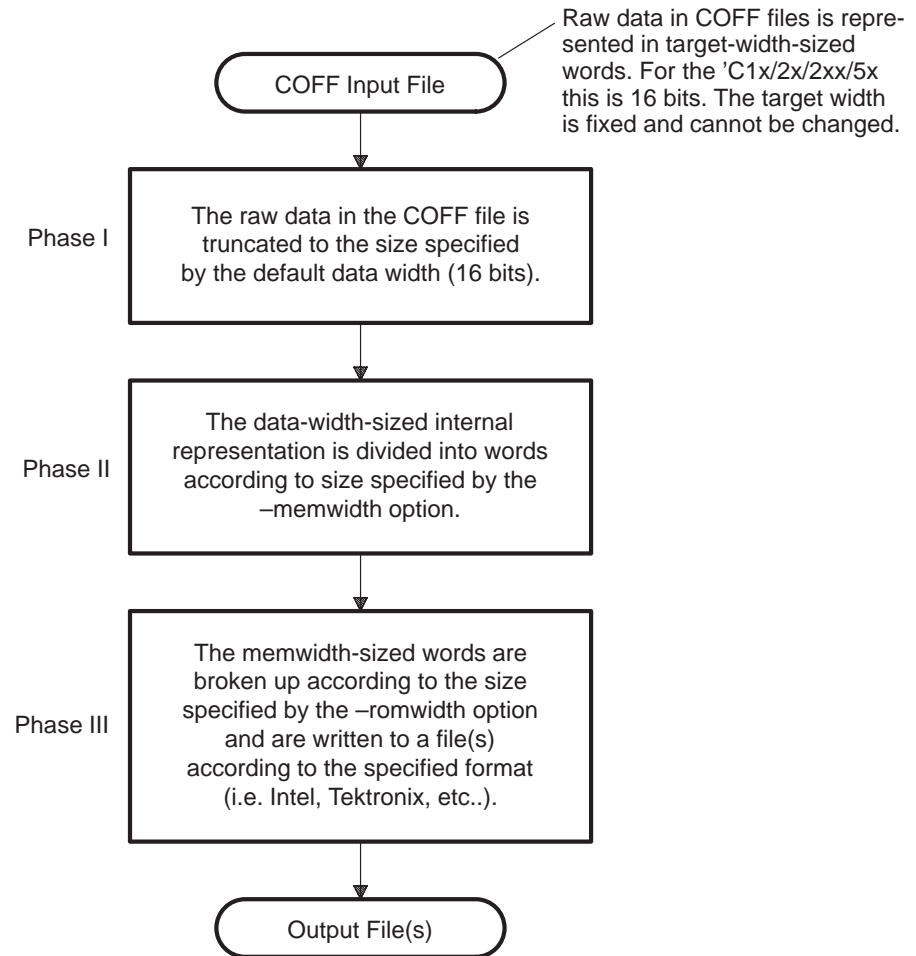 Raw data in COFF files is repre-
sented in target-width-sized
words. For the ’C1x/2x/2xx/5x
this is 16 bits. The target width
is fixed and cannot be changed.
COFF Input File
Phase I
The raw data in the COFF file is
truncated to the size specified
by the default data width (16 bits).
Phase II
The data-width-sized internal
representation is divided into words
according to size specified by the
–memwidth option.
Phase III
The memwidth-sized words are
broken up according to the size
specified by the –romwidth option
and are written to a file(s)
according to the specified format
(i.e. Intel, Tektronix, etc..).
Output File(s)